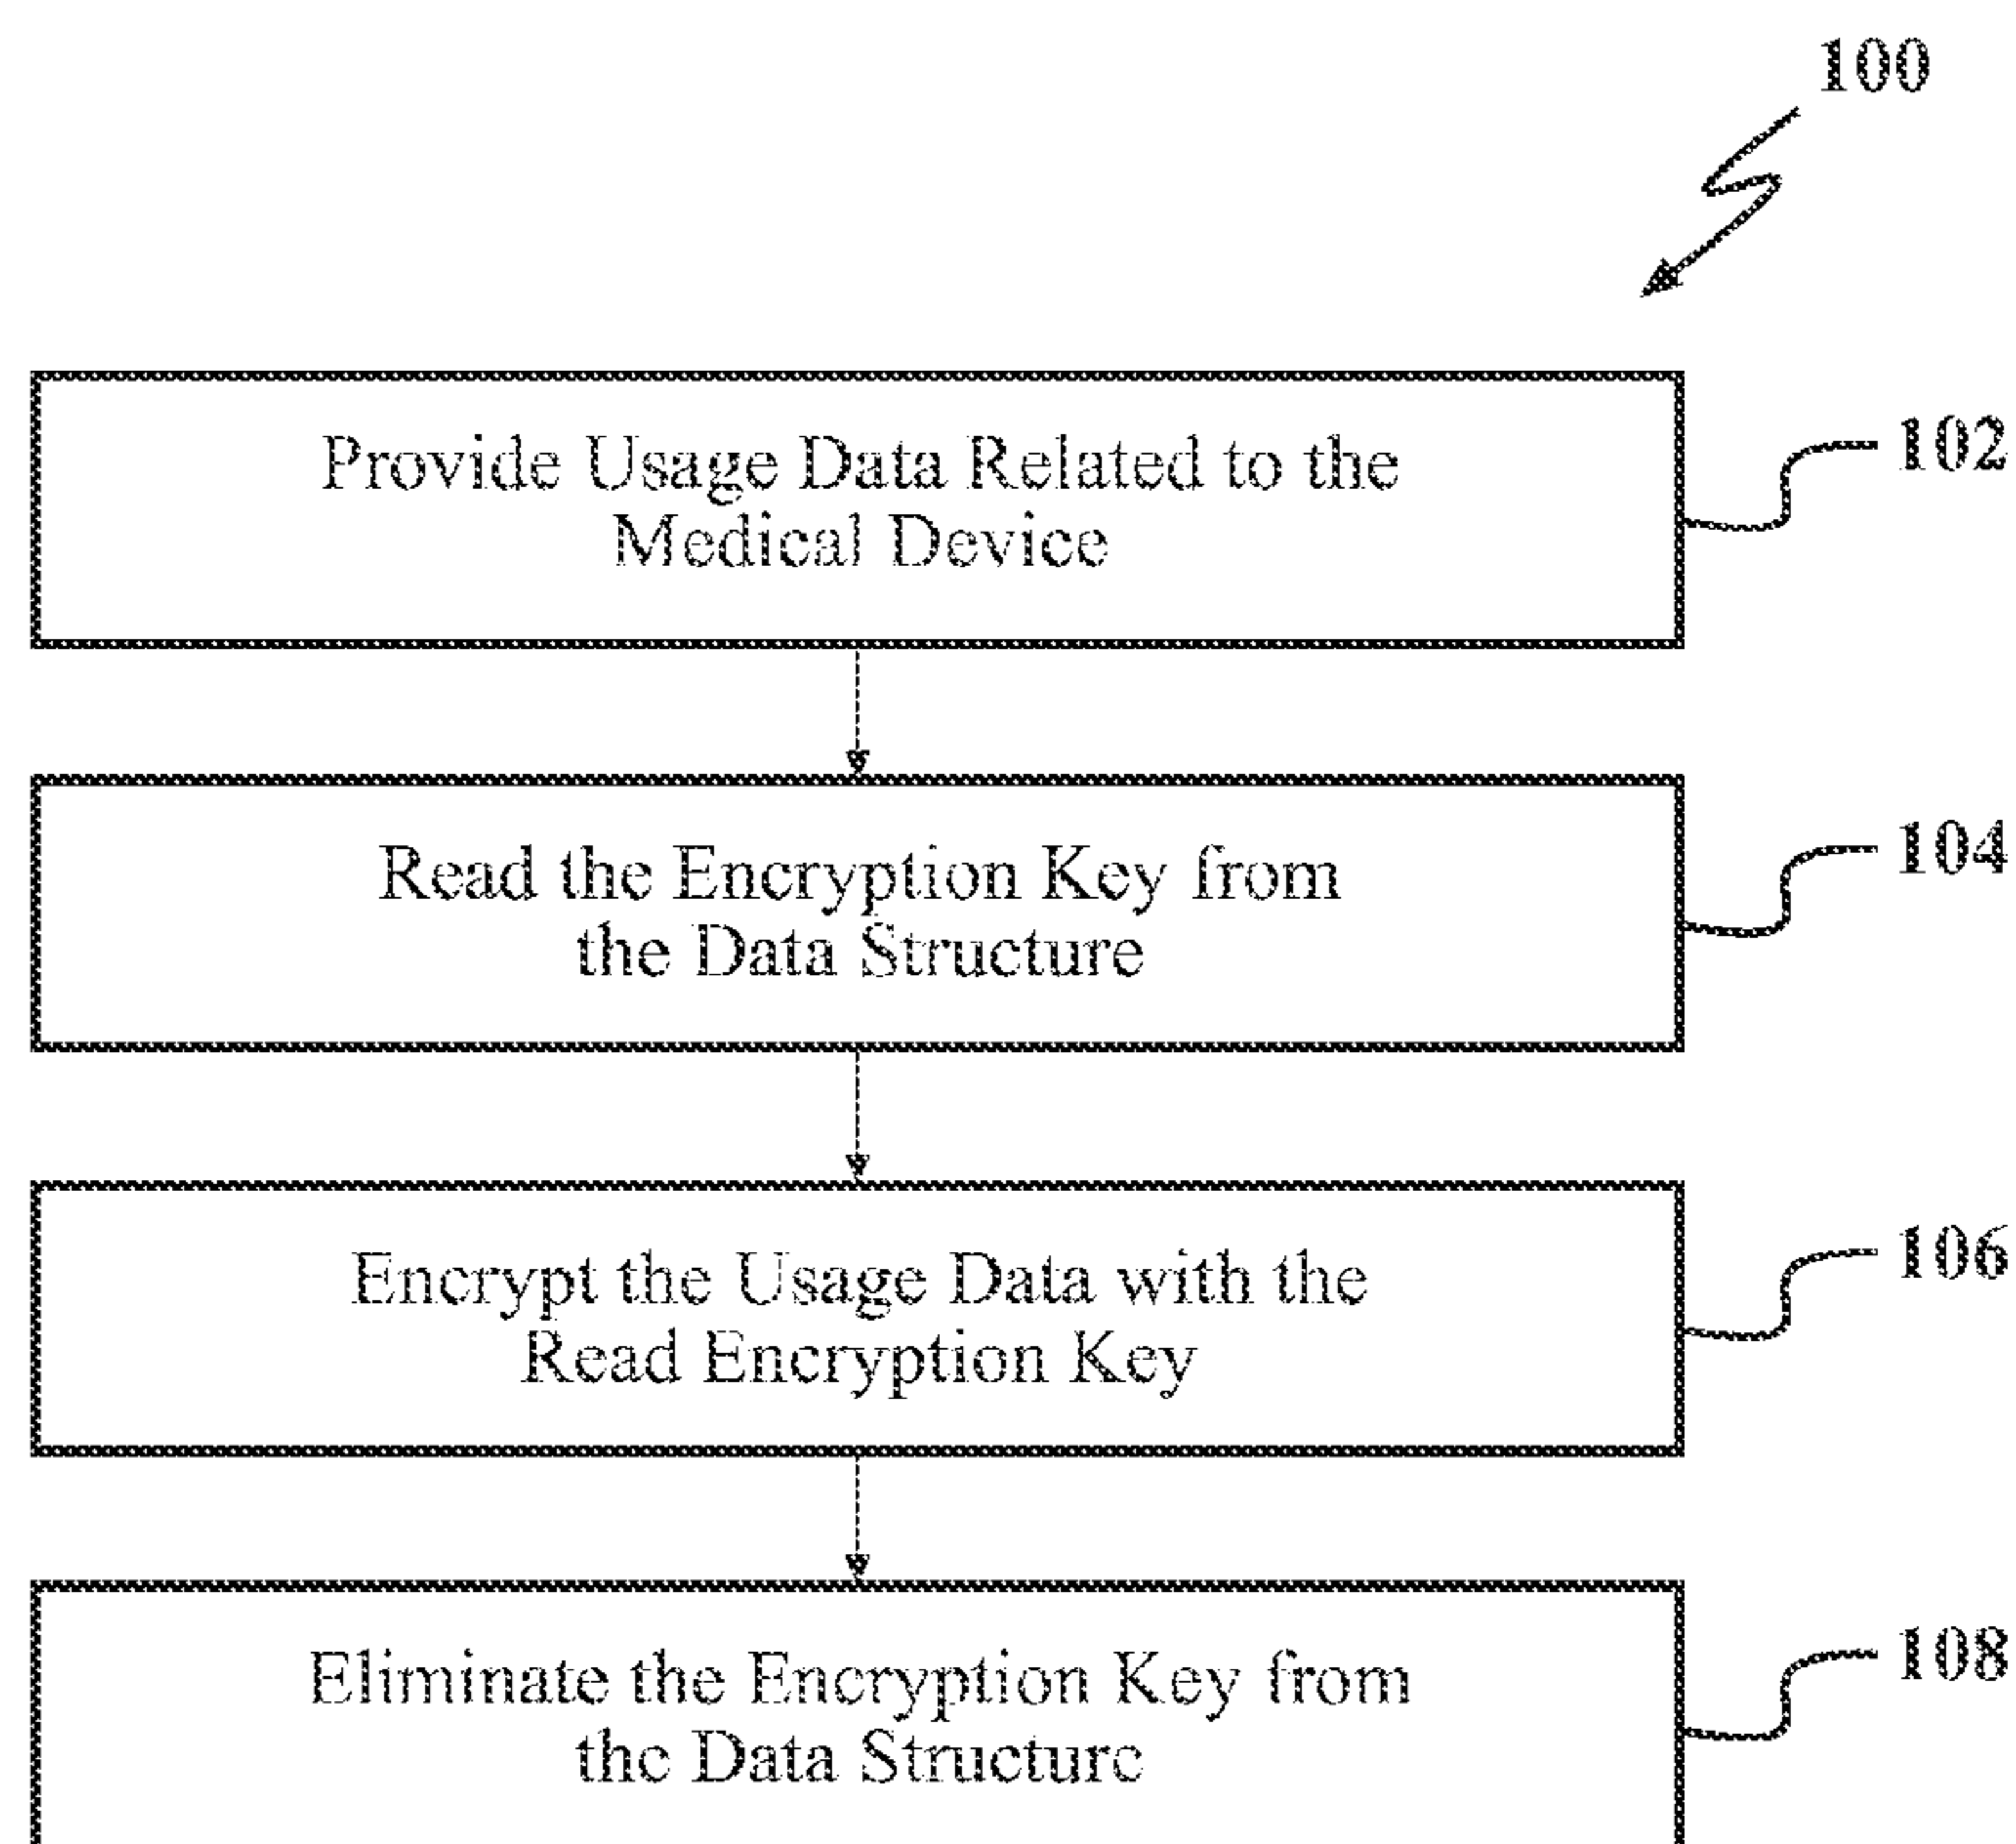 100
Provide Usage Data Related to the
Medical Device
102
Read the Encryption Key from
the Data Structure
104
Encrypt the Usage Data with the
Read Encryption Key
106
Eliminate the Encryption Key from
the Data Structure
108